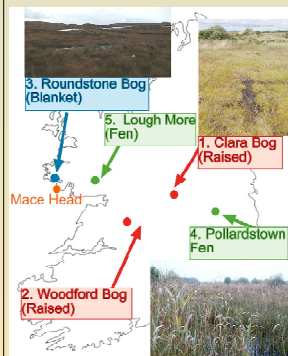 3. Roundstone Bog
(Blanket)
5. Lough More
(Fen)
1. Clara Bog
(Raised)
Mace Head
4. Pollardstown
Fen
2. Woodford Bog
(Raised)